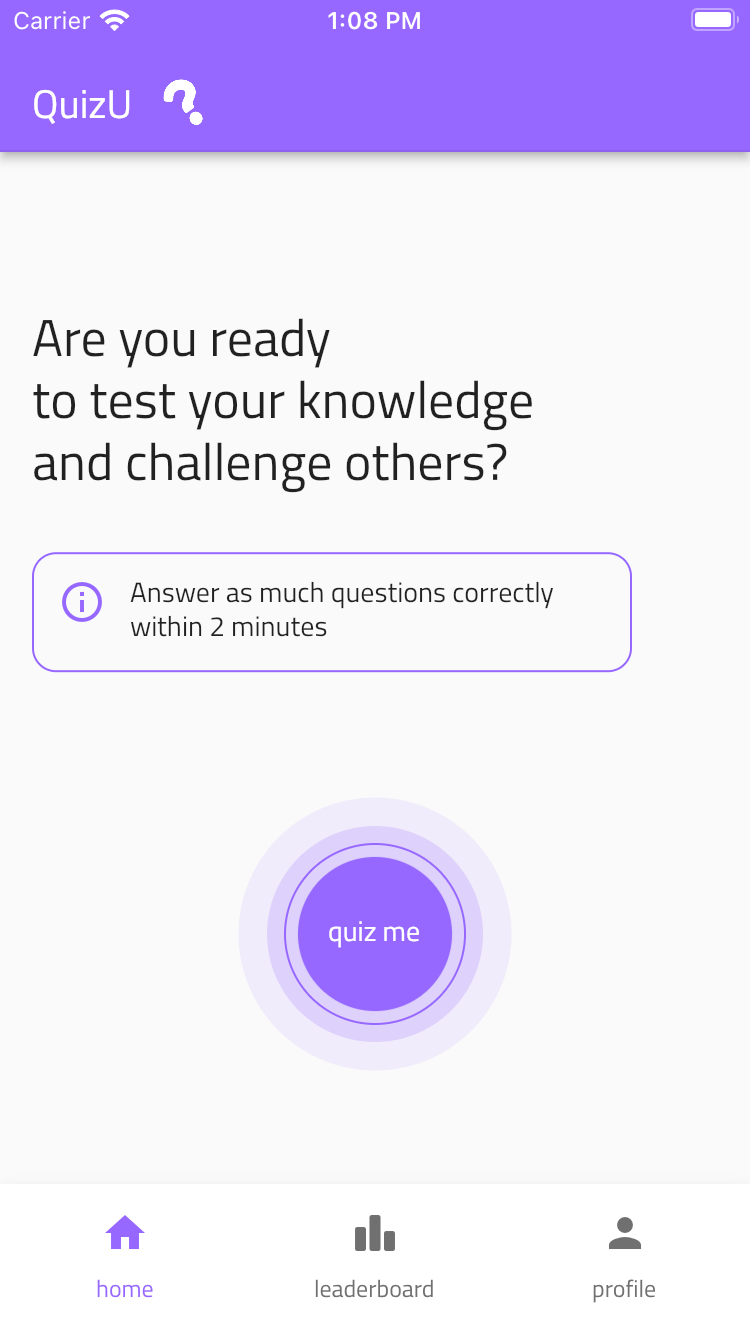 Carrier 1:08 PM
QuizU
Are you ready
to test your knowledge
and challenge others?
Answer as much questions correctly
within 2 minutes
quiz me
home leaderboard profile